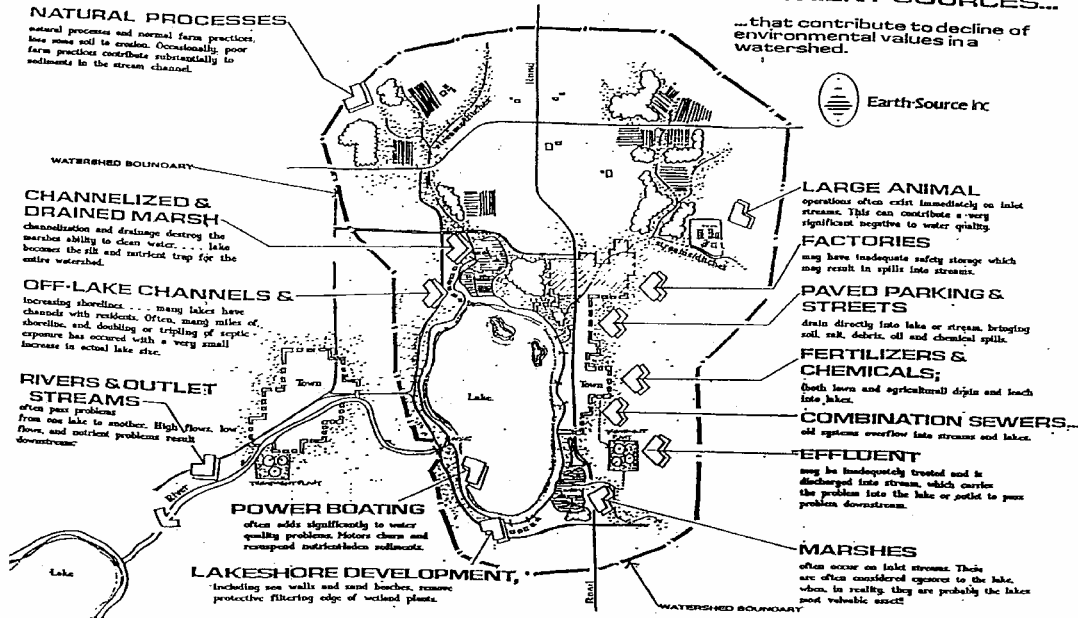 SOURCES...
...that contribute to decline of
environmental values in a
watershed.
Earth-Source Inc
NATURAL PROCESSES
natural processes and normal farm practices,
lose some soil to erosion. Occasionally, poor
farm practices contribute substantially to
sediments in the stream channel.
WATERSHED BOUNDARY
CHANNELIZED &
DRAINED MARSH
channelization and drainage destroy the
marshes ability to clean water. . . . lake
becomes the silt and nutrient trap for the
entire watershed.
OFF-LAKE CHANNELS &
increasing shorelines. . . . many lakes have
channels with residents. Often, many miles of
shoreline, and doubling or tripling of septic
exposure has occured with a very small
increase in actual lake size.
RIVERS & OUTLET
STREAMS
often pass problems
from one lake to another. High flows, low
flows, and nutrient problems result
downstream.
LARGE ANIMAL
operations often exist immediately on inlet
streams. This can contribute a very
significant negative to water quality.
FACTORIES
may have inadequate safety storage which
may result in spills into streams.
PAVED PARKING &
STREETS
drain directly into lake or stream, bringing
soil, salt, debris, oil and chemical spills.
FERTILIZERS &
CHEMICALS;
(both lawn and agricultural) drain and leach
into lakes.
COMBINATION SEWERS...
old systems overflow into streams and lakes.
EFFLUENT
may be inadequately treated and is
discharged into stream, which carries
the problem into the lake or outlet to pass
problem downstream.
MARSHES
often occur on inlet streams. These
are often considered eyesores to the lake,
when, in reality, they are probably the lakes
most valuable asset!
POWER BOATING
often adds significantly to water
quality problems. Motors churn and
resuspend nutrient-laden sediments.
LAKESHORE DEVELOPMENT,
including sea walls and sand beaches, remove
protective filtering edge of wetland plants.
WATERSHED BOUNDARY
Road
Streams/ditches
Town
Lake
Town
River
Lake
Road